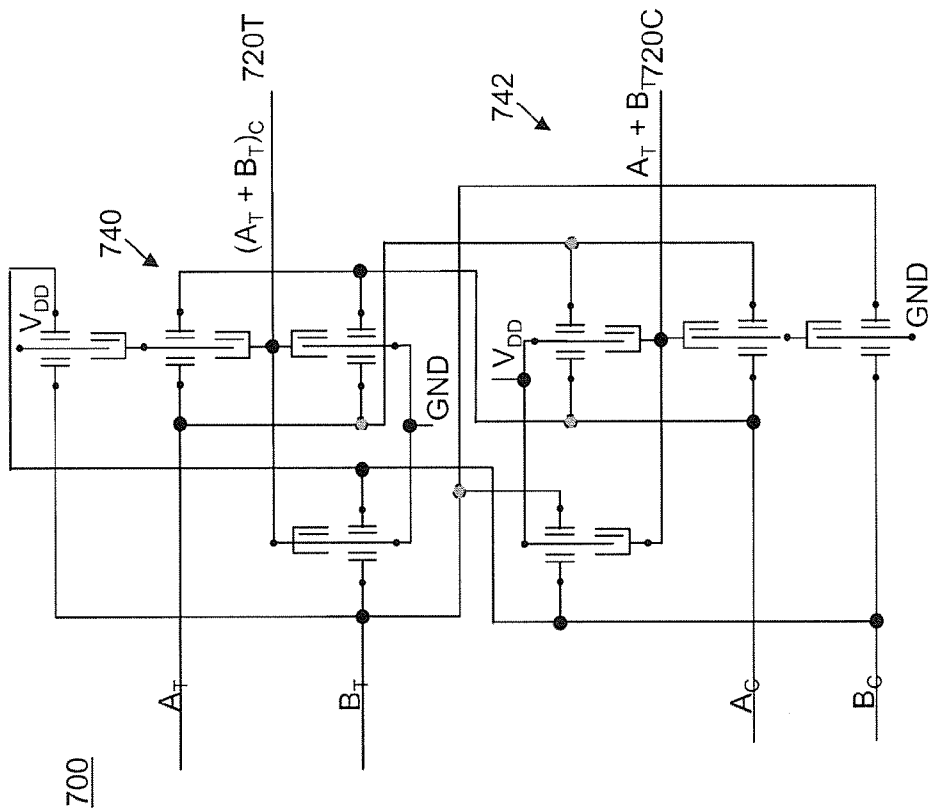 700
A_T
B_T
A_C
B_C
V_DD
740
(A_T + B_T)_C
720T
GND
V_DD
742
A_T + B_T
720C
GND